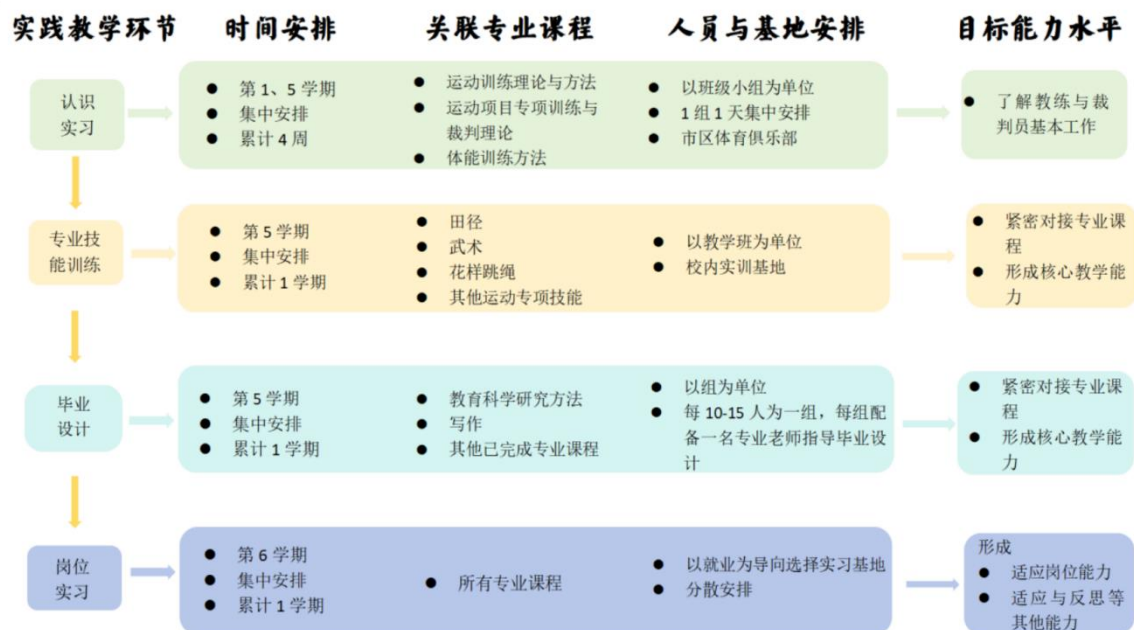 实践教学环节 时间安排 关联专业课程 人员与基地安排 目标能力水平
认识
实习
● 第 1、5 学期
● 集中安排
● 累计 4 周
● 运动训练理论与方法
● 运动项目专项训练与
裁判理论
● 体能训练方法
● 以班级小组为单位
● 1 组 1 天集中安排
● 市区体育俱乐部
● 了解教练与裁
判员基本工作
专业技
能训练
● 第 5 学期
● 集中安排
● 累计 1 学期
● 田径
● 武术
● 花样跳绳
● 其他运动专项技能
● 以教学班为单位
● 校内实训基地
● 紧密对接专业课
程
● 形成核心教学能
力
毕业
设计
● 第 5 学期
● 集中安排
● 累计 1 学期
● 教育科学研究方法
● 写作
● 其他已完成专业课程
● 以组为单位
● 每 10-15 人为一组，每组配
备一名专业老师指导毕业设
计
● 紧密对接专业课
程
● 形成核心教学能
力
岗位
实习
● 第 6 学期
● 集中安排
● 累计 1 学期
● 所有专业课程
● 以就业为导向选择实习基地
● 分散安排
形成
● 适应岗位能力
● 适应与反思等
其他能力